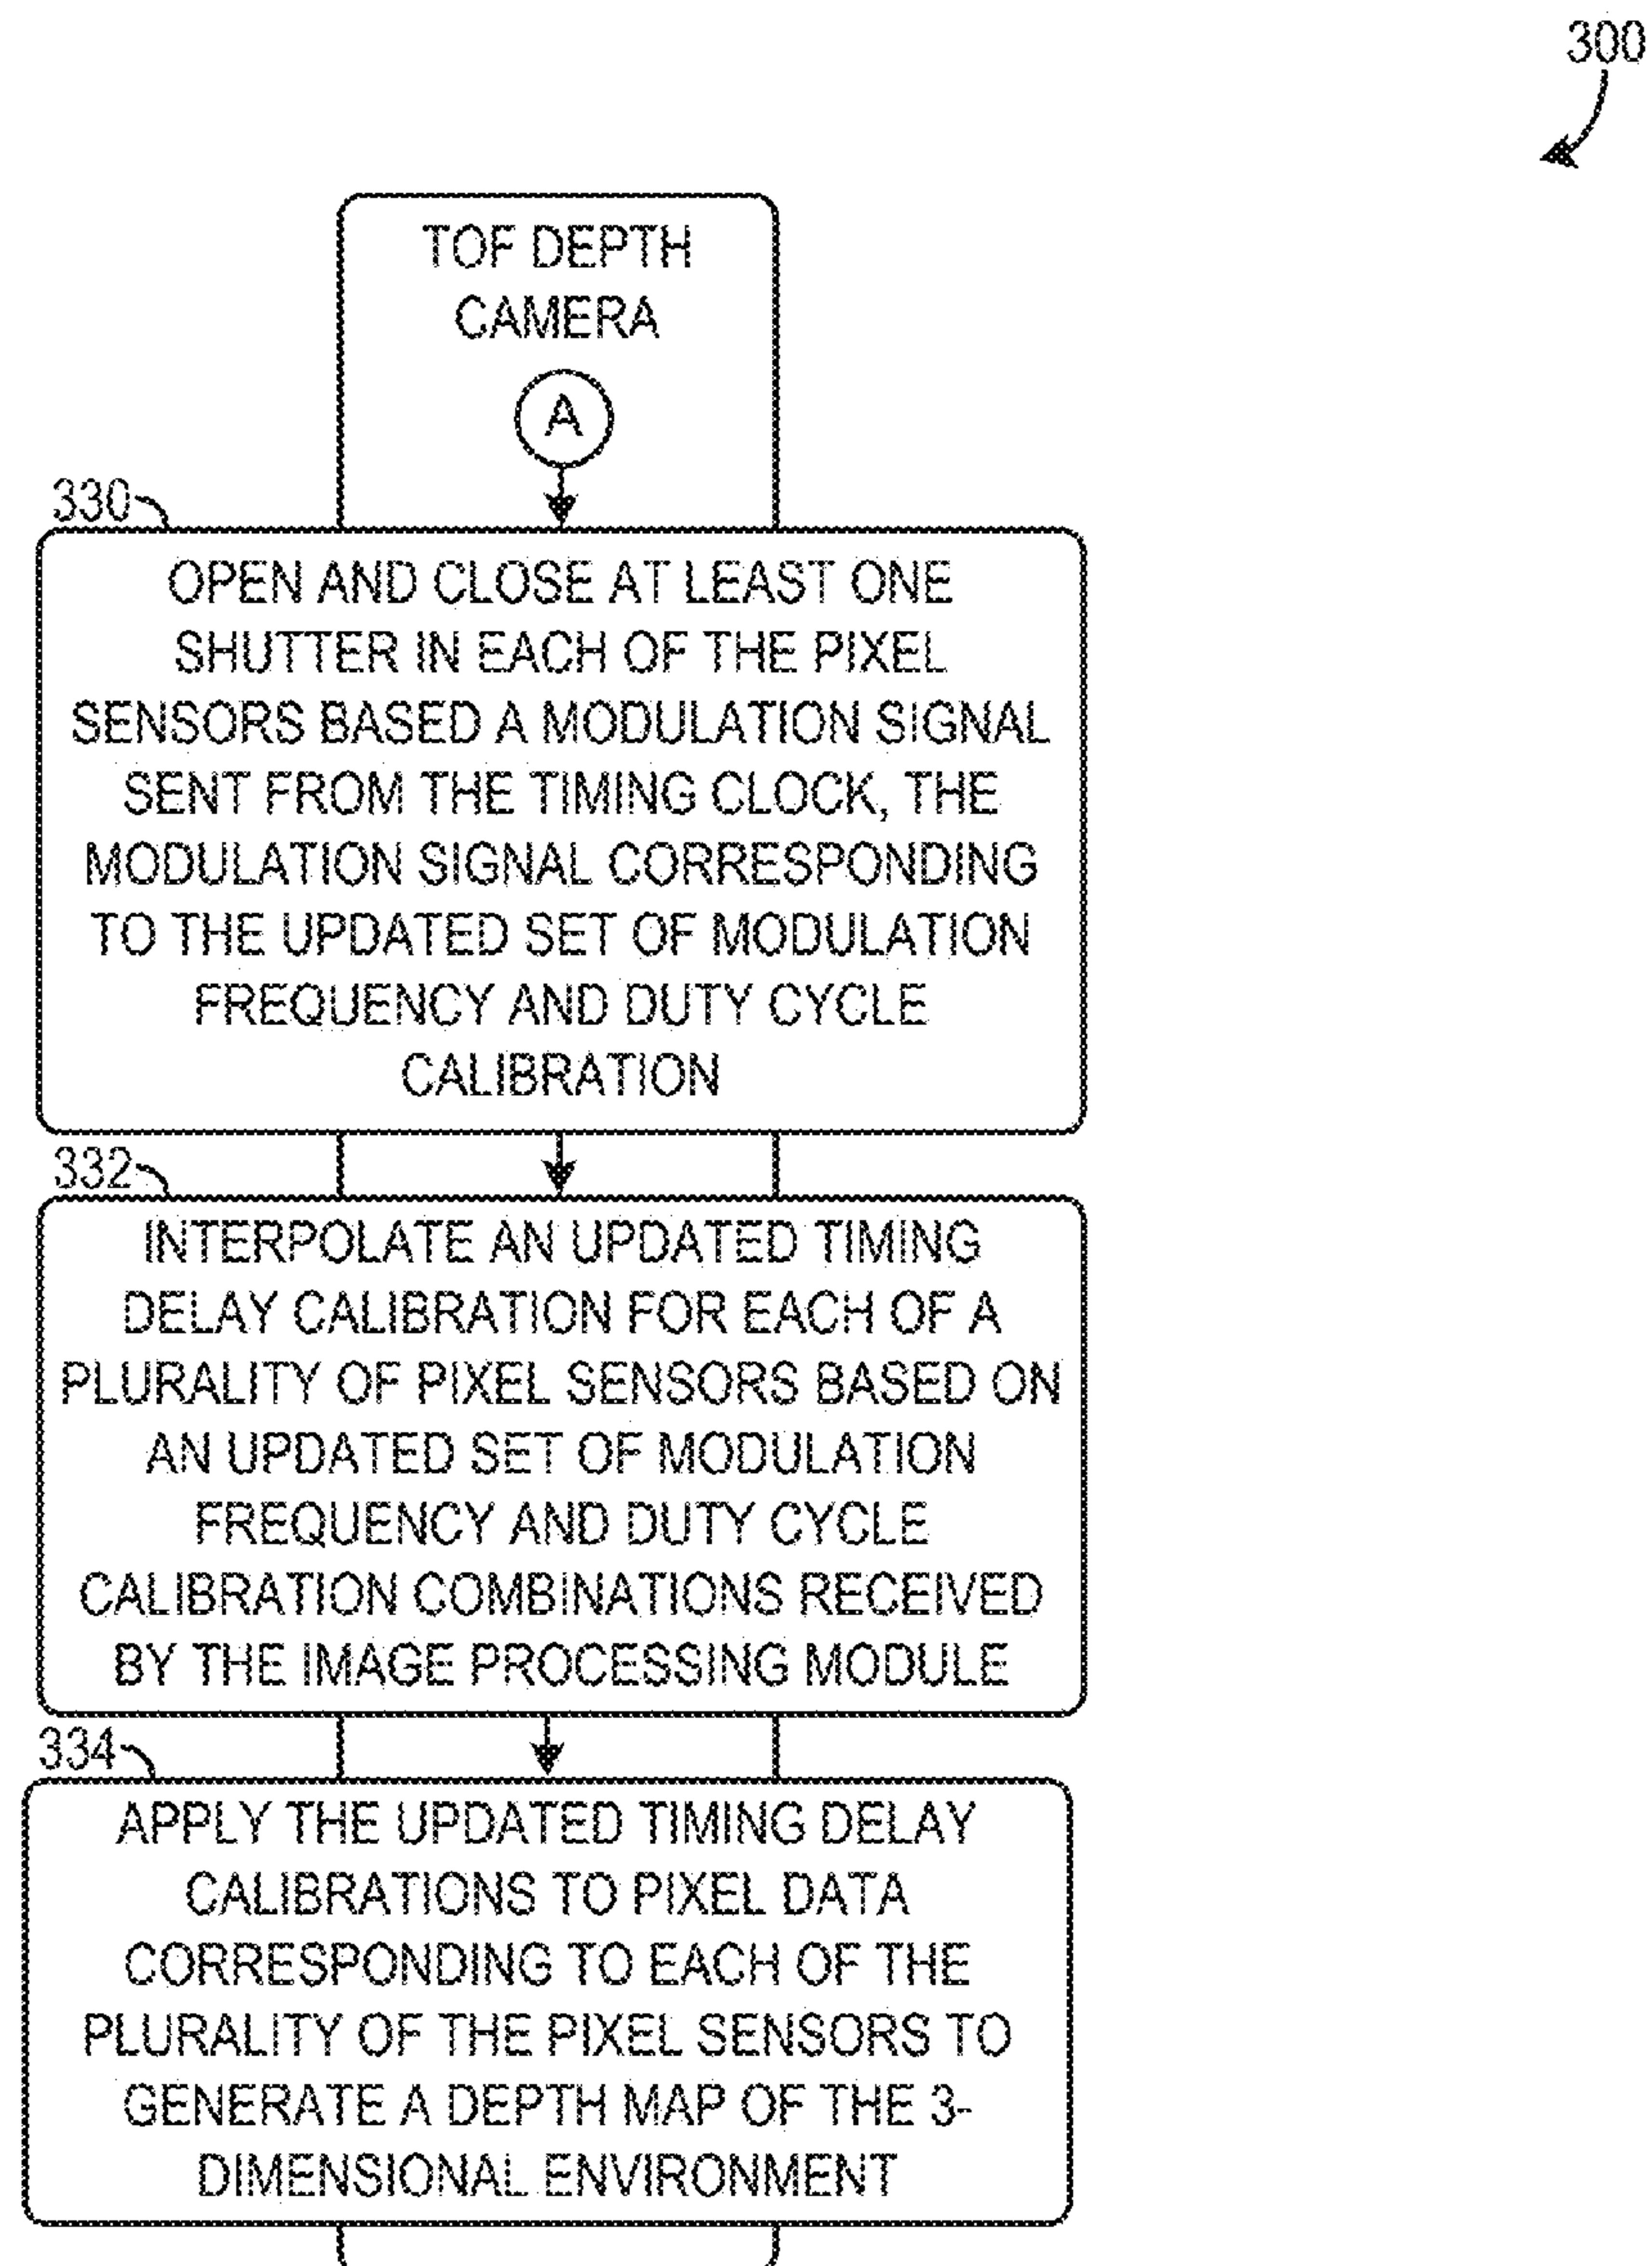 300
TOF DEPTH
CAMERA
A
330
OPEN AND CLOSE AT LEAST ONE
SHUTTER IN EACH OF THE PIXEL
SENSORS BASED A MODULATION SIGNAL
SENT FROM THE TIMING CLOCK, THE
MODULATION SIGNAL CORRESPONDING
TO THE UPDATED SET OF MODULATION
FREQUENCY AND DUTY CYCLE
CALIBRATION
332
INTERPOLATE AN UPDATED TIMING
DELAY CALIBRATION FOR EACH OF A
PLURALITY OF PIXEL SENSORS BASED ON
AN UPDATED SET OF MODULATION
FREQUENCY AND DUTY CYCLE
CALIBRATION COMBINATIONS RECEIVED
BY THE IMAGE PROCESSING MODULE
334
APPLY THE UPDATED TIMING DELAY
CALIBRATIONS TO PIXEL DATA
CORRESPONDING TO EACH OF THE
PLURALITY OF THE PIXEL SENSORS TO
GENERATE A DEPTH MAP OF THE 3-
DIMENSIONAL ENVIRONMENT